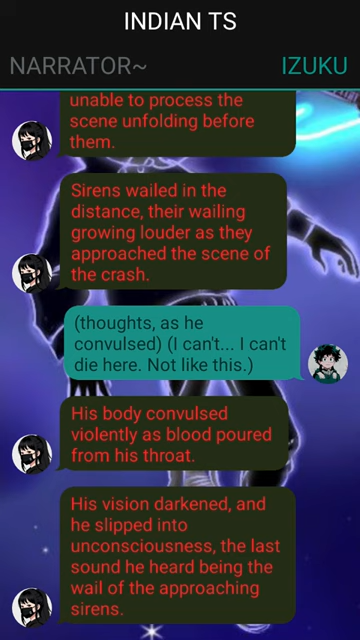 INDIAN TS
NARRATOR~ IZUKU
unable to process the
scene unfolding before
them.
Sirens wailed in the
distance, their wailing
growing louder as they
approached the scene of
the crash.
(thoughts, as he
convulsed) (I can't... I can't
die here. Not like this.)
His body convulsed
violently as blood poured
from his throat.
His vision darkened, and
he slipped into
unconsciousness, the last
sound he heard being the
wail of the approaching
sirens.